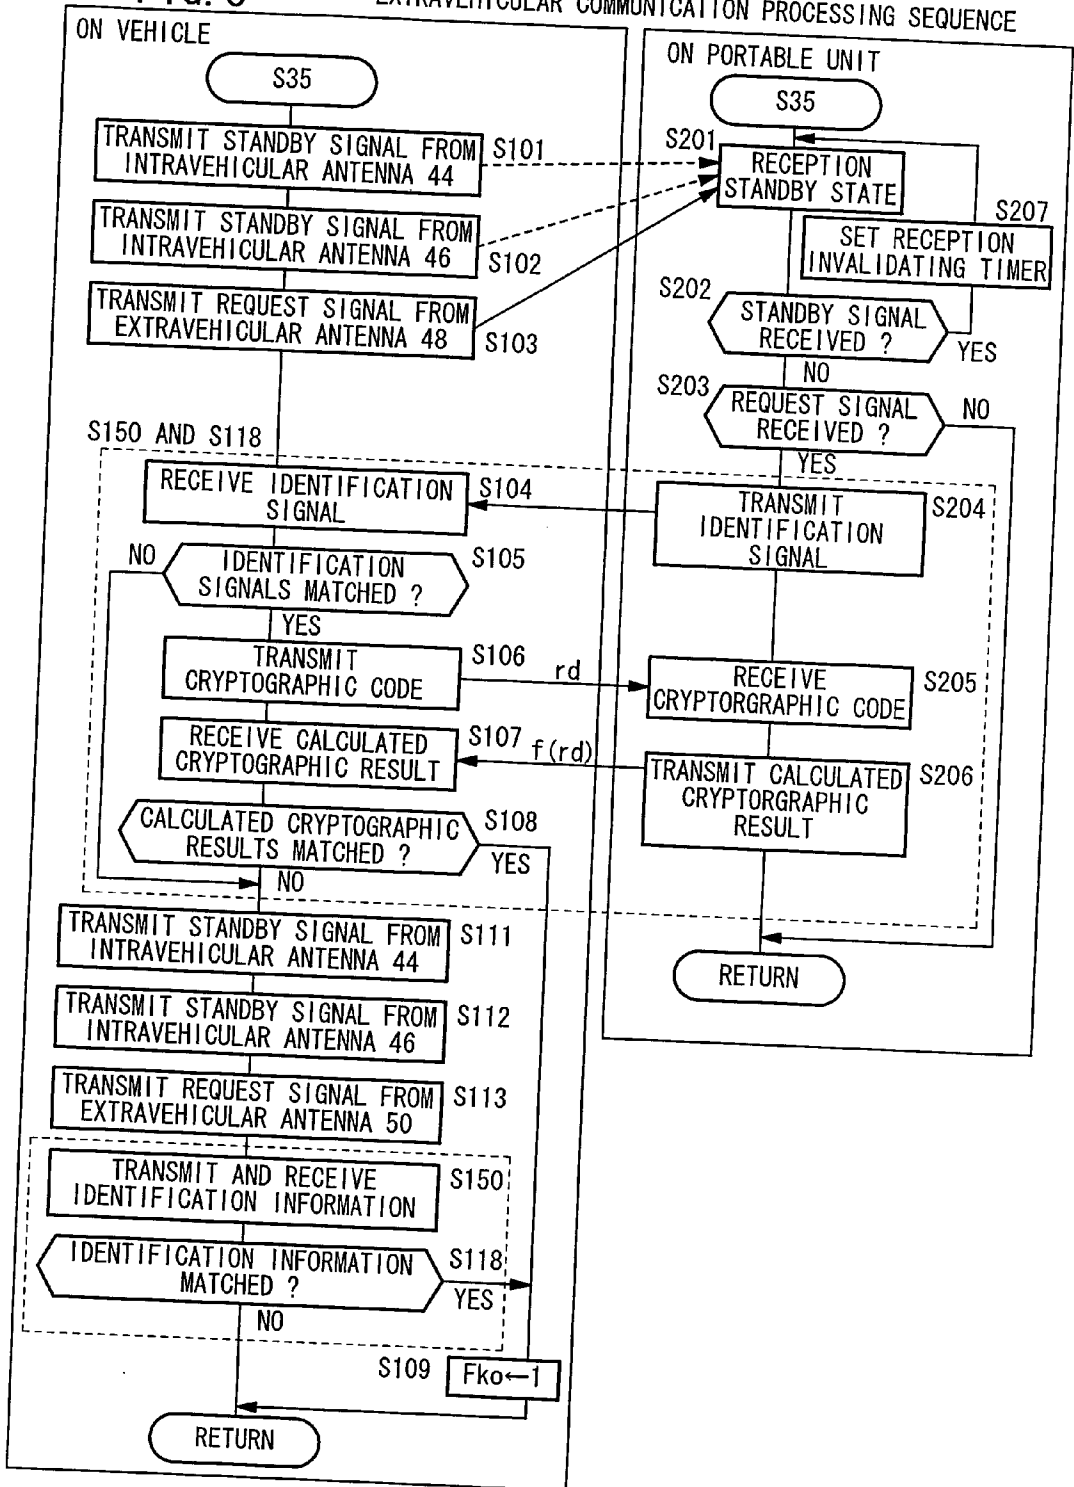 EXTRAVEHICULAR COMMUNICATION PROCESSING SEQUENCE
ON VEHICLE
S35
TRANSMIT STANDBY SIGNAL FROM
INTRAVEHICULAR ANTENNA 44
S101
TRANSMIT STANDBY SIGNAL FROM
INTRAVEHICULAR ANTENNA 46
S102
TRANSMIT REQUEST SIGNAL FROM
EXTRAVEHICULAR ANTENNA 48
S103
S150 AND S118
RECEIVE IDENTIFICATION
SIGNAL
S104
IDENTIFICATION
SIGNALS MATCHED ?
S105
NO
YES
TRANSMIT
CRYPTOGRAPHIC CODE
S106
rd
RECEIVE CALCULATED
CRYPTOGRAPHIC RESULT
S107
f(rd)
CALCULATED CRYPTOGRAPHIC
RESULTS MATCHED ?
S108
YES
NO
TRANSMIT STANDBY SIGNAL FROM
INTRAVEHICULAR ANTENNA 44
S111
TRANSMIT STANDBY SIGNAL FROM
INTRAVEHICULAR ANTENNA 46
S112
TRANSMIT REQUEST SIGNAL FROM
EXTRAVEHICULAR ANTENNA 50
S113
TRANSMIT AND RECEIVE
IDENTIFICATION INFORMATION
S150
IDENTIFICATION INFORMATION
MATCHED ?
S118
YES
NO
S109
Fko←1
RETURN
ON PORTABLE UNIT
S35
S201
RECEPTION
STANDBY STATE
S207
SET RECEPTION
INVALIDATING TIMER
S202
STANDBY SIGNAL
RECEIVED ?
YES
NO
S203
REQUEST SIGNAL
RECEIVED ?
NO
YES
TRANSMIT
IDENTIFICATION
SIGNAL
S204
RECEIVE
CRYPTORGRAPHIC CODE
S205
TRANSMIT CALCULATED
CRYPTORGRAPHIC
RESULT
S206
RETURN